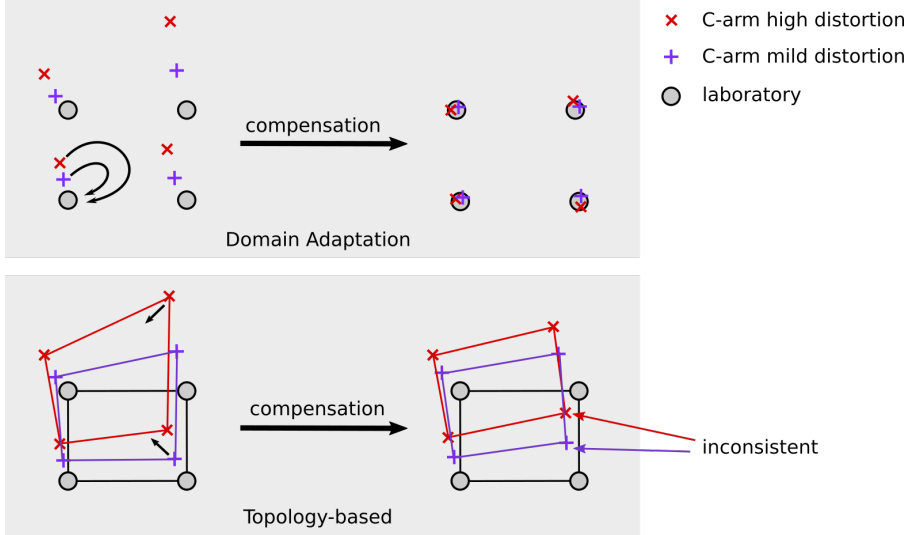 C-arm high distortion
C-arm mild distortion
laboratory
compensation
Domain Adaptation
compensation
inconsistent
Topology-based